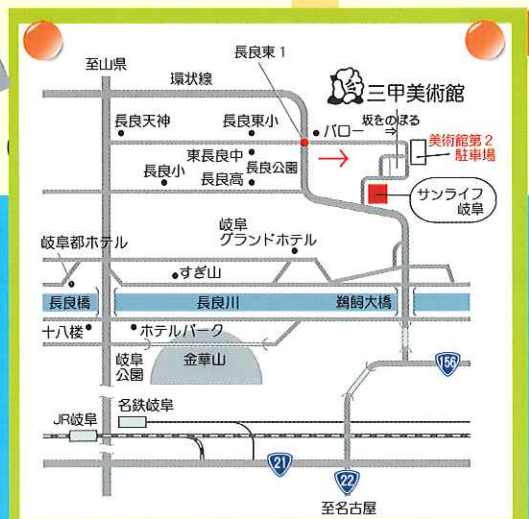 長良東1
至山県
環状線
三甲美術館
坂をのぼる
⇒
長良天神
長良東小
バロー
美術館第2
駐車場
東長良中
長良公園
長良小
長良高
サンライフ
岐阜
岐阜都ホテル
岐阜
グランドホテル
すぎ山
長良橋
長良川
鵜飼大橋
十八楼
ホテルパーク
岐阜
公園
金華山
156
名鉄岐阜
JR岐阜
21
22
至名古屋